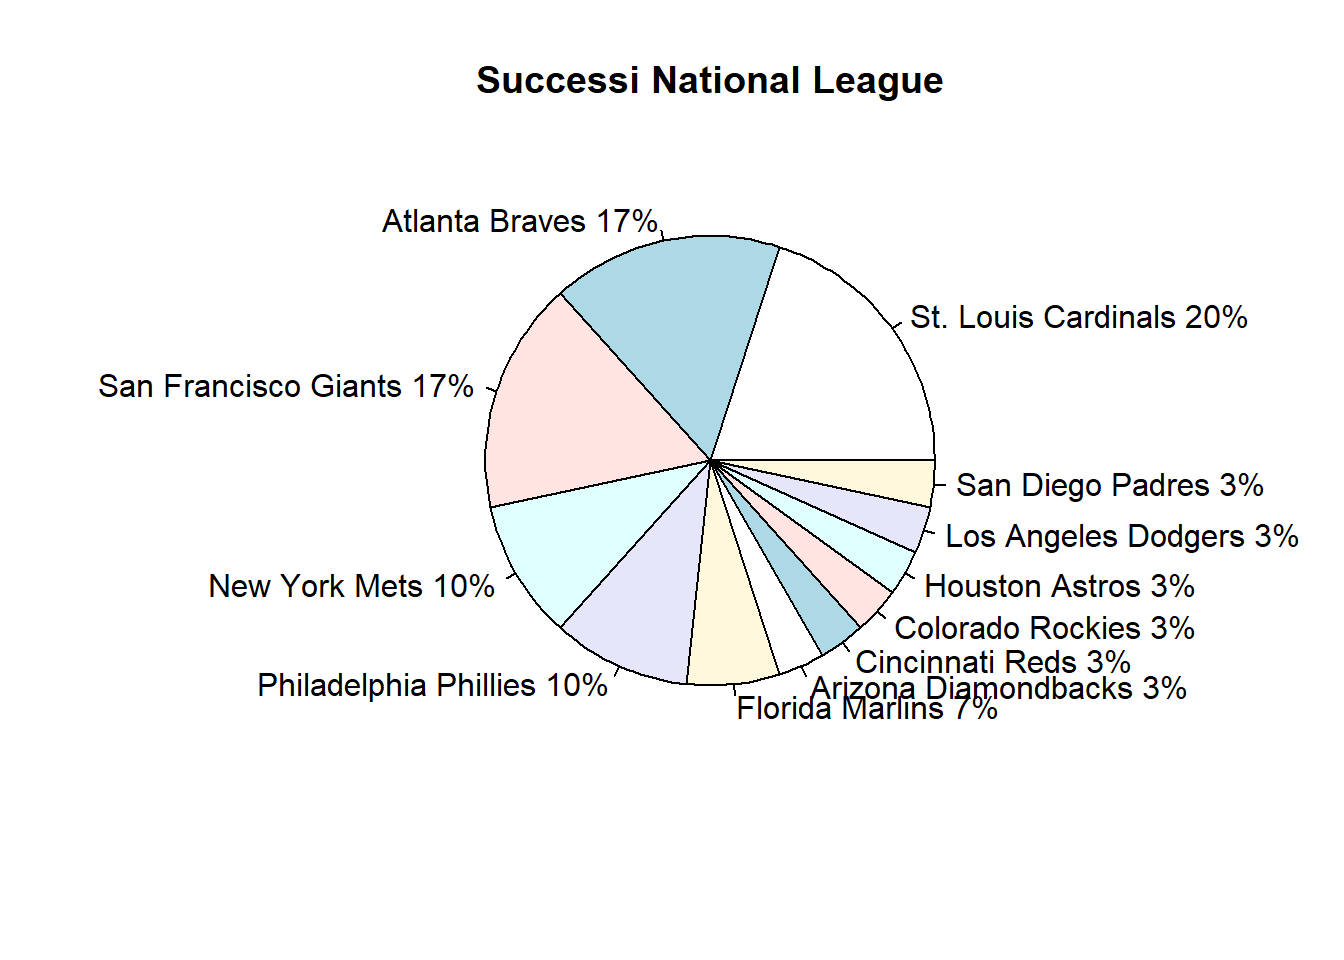 Successi National League
Atlanta Braves 17%
St. Louis Cardinals 20%
San Francisco Giants 17%
San Diego Padres 3%
Los Angeles Dodgers 3%
New York Mets 10%
Houston Astros 3%
Colorado Rockies 3%
Cincinnati Reds 3%
Philadelphia Phillies 10%
Arizona Diamondbacks 3%
Florida Marlins 7%